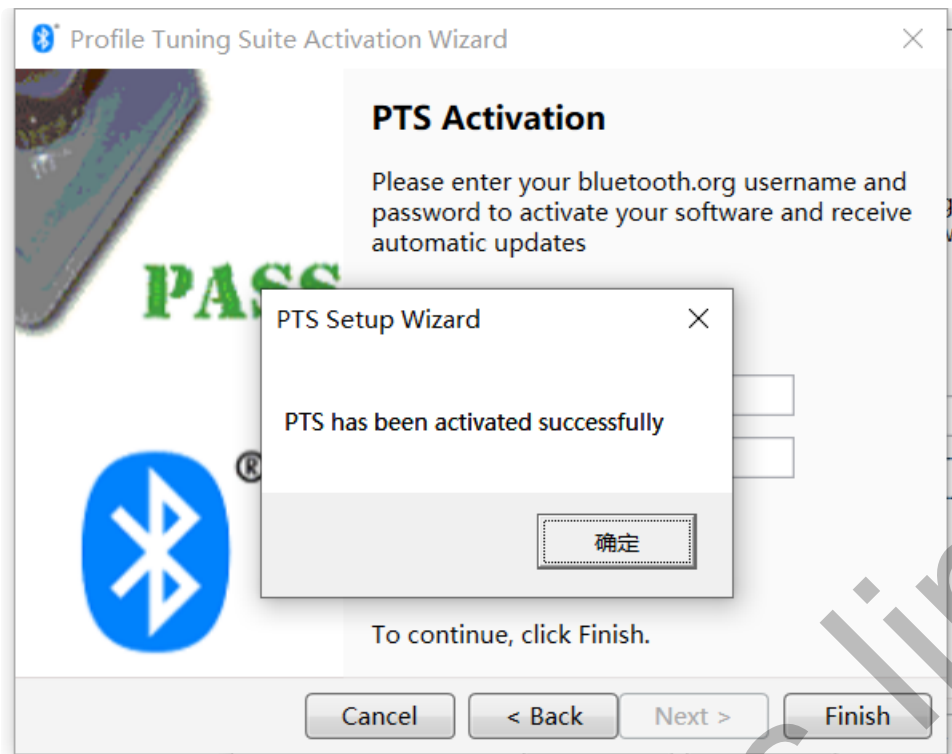 Profile Tuning Suite Activation Wizard
PTS Activation
Please enter your bluetooth.org username and
password to activate your software and receive
automatic updates
PASS
PTS Setup Wizard
PTS has been activated successfully
®
确定
To continue, click Finish.
Cancel
< Back
Next >
Finish